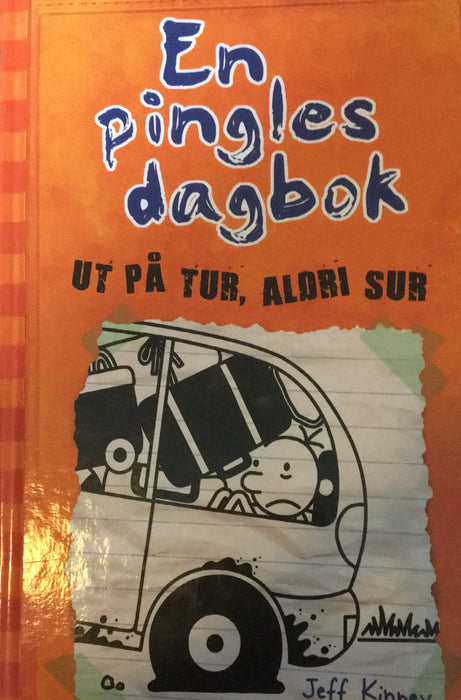 En
pingles
dagbok
UT PÅ TUR, ALDRI SUR
Jeff Kinney